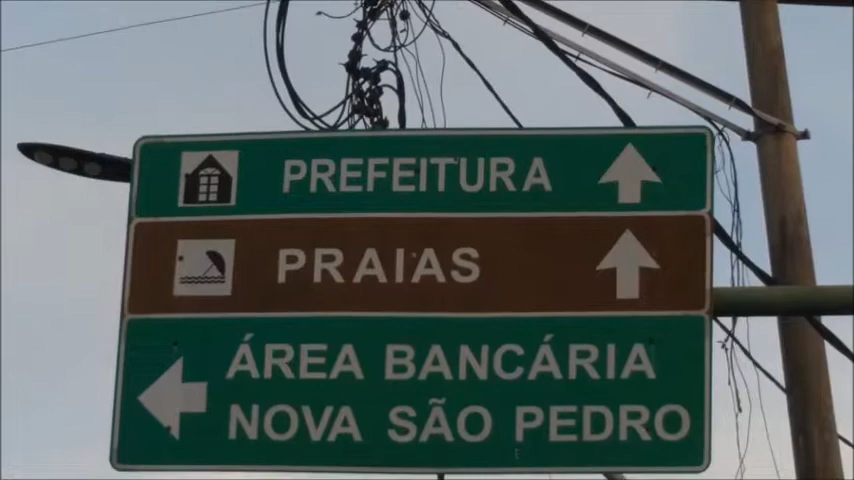 PREFEITURA
PRAIAS
ÁREA BANCÁRIA
NOVA SÃO PEDRO